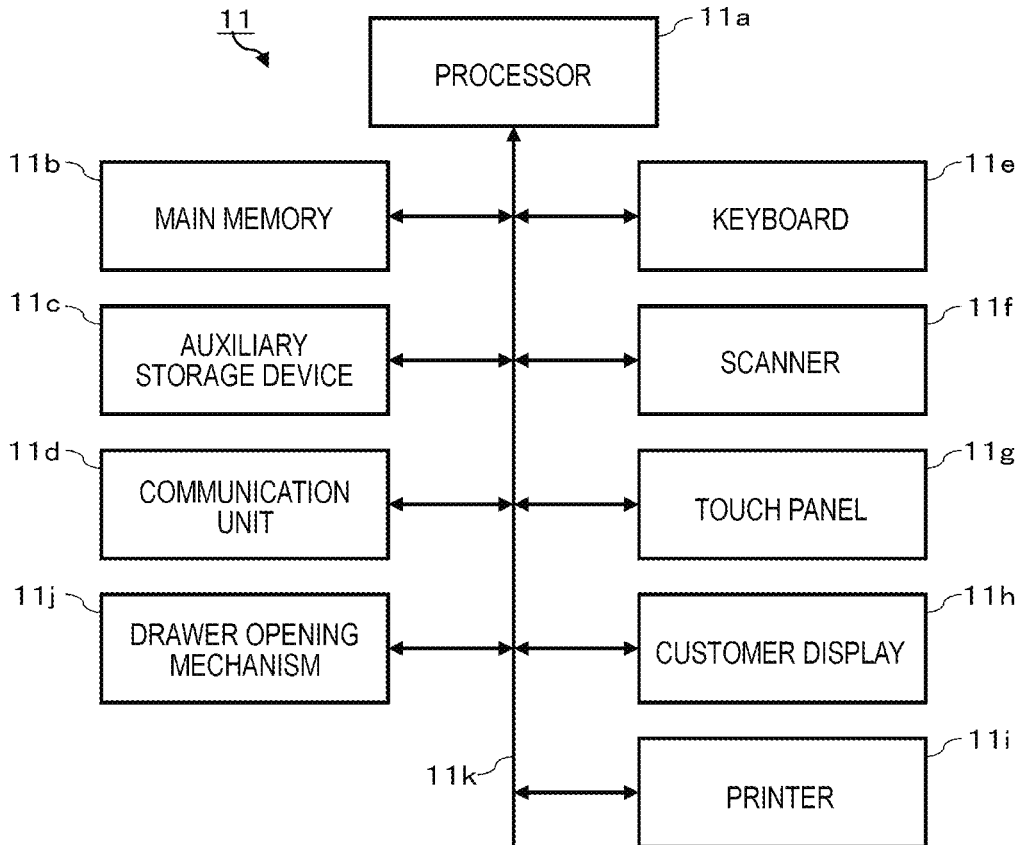 11
11a
PROCESSOR
11b
MAIN MEMORY
11e
KEYBOARD
11c
AUXILIARY
STORAGE DEVICE
11f
SCANNER
11d
COMMUNICATION
UNIT
11g
TOUCH PANEL
11j
DRAWER OPENING
MECHANISM
11h
CUSTOMER DISPLAY
11k
11i
PRINTER